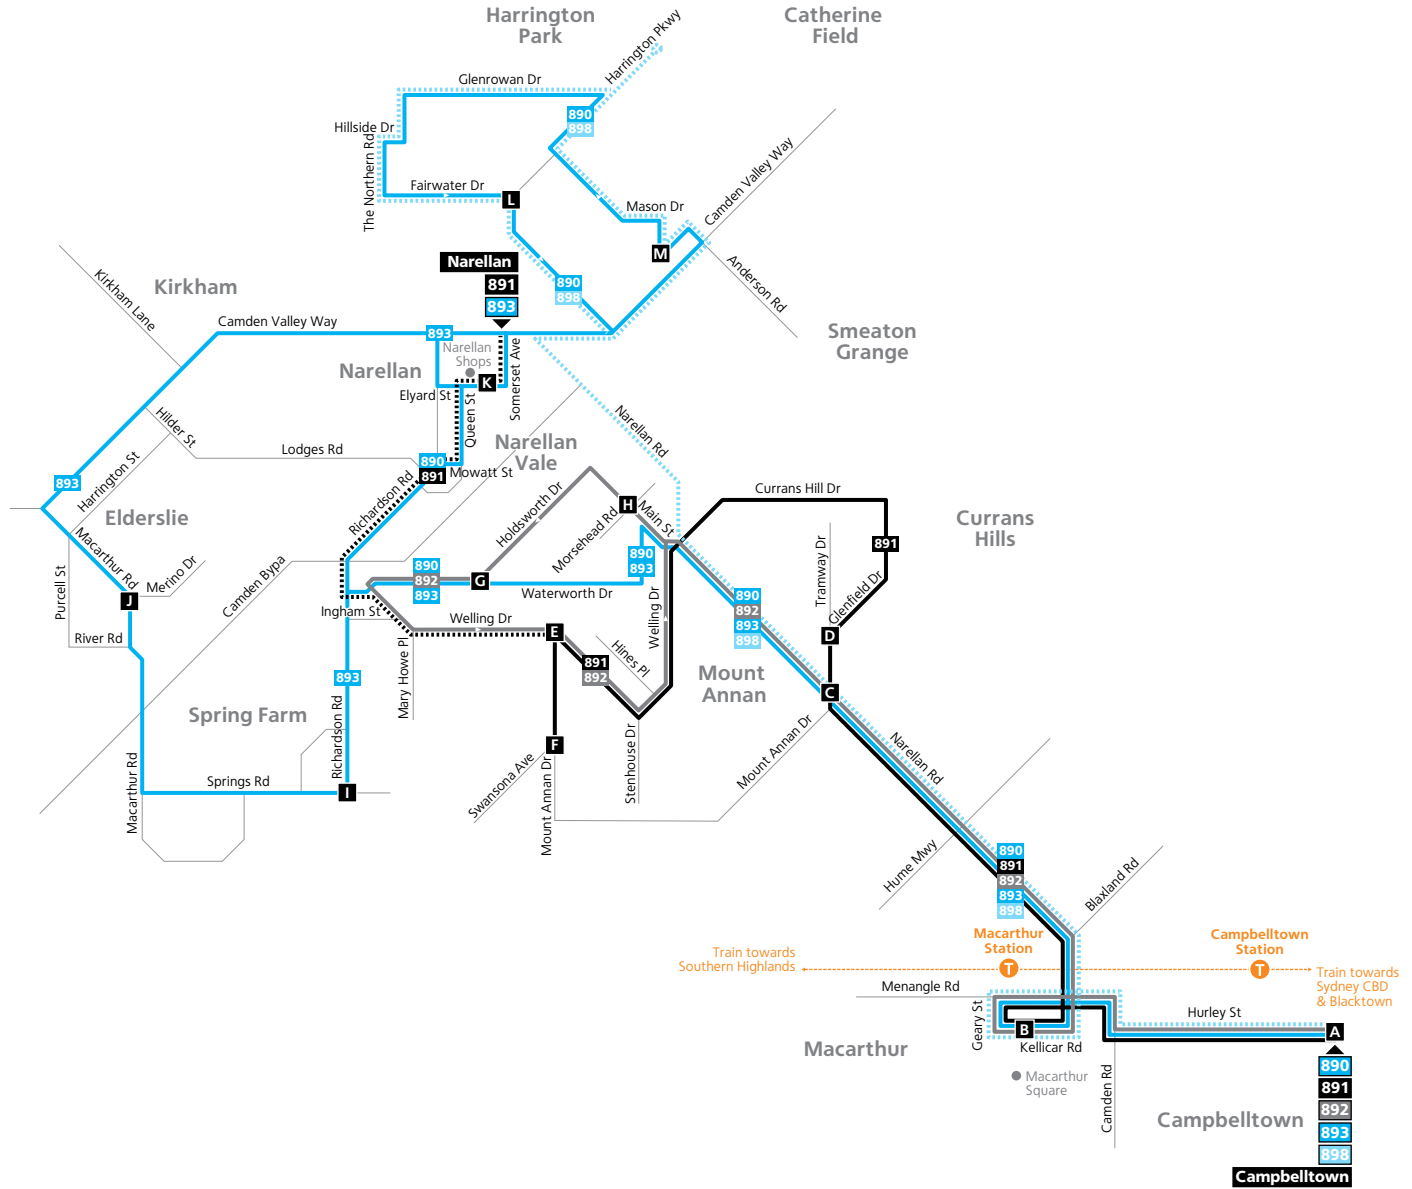 Harrington
Park
Catherine
Field
Harrington Pkwy
Glenrowan Dr
890
898
Hillside Dr
The Northern Rd
Fairwater Dr
L
Mason Dr
M
Camden Valley Way
Anderson Rd
Narellan
891
893
890
898
Kirkham
Kirkham Lane
Camden Valley Way
893
Smeaton
Grange
Narellan
Narellan
Shops
K
Somerset Ave
Elyard St
Queen St
Narellan Rd
Hilder St
Lodges Rd
Narellan
Vale
890
891
Mowatt St
893
Harrington St
Richardson Rd
Holdsworth Dr
H
Main St
Morsehead Rd
Currans Hill Dr
Currans
Hills
891
Elderslie
Macarthur Rd
Merino Dr
Purcell St
J
River Rd
Camden Bypa
890
892
893
G
890
893
Waterworth Dr
Ingham St
Welling Dr
E
Mary Howe Pl
891
892
Hines Pl
Welling Dr
890
892
893
898
Tramway Dr
Glenfield Dr
D
C
Mount
Annan
893
Spring Farm
Richardson Rd
Springs Rd
I
Macarthur Rd
F
Swansona Ave
Mount Annan Dr
Stenhouse Dr
Mount Annan Dr
Narellan Rd
Hume Mwy
890
891
892
893
898
Blaxland Rd
Macarthur
Station
T
Campbelltown
Station
T
Train towards
Southern Highlands
Train towards
Sydney CBD
& Blacktown
Menangle Rd
Geary St
B
Kellicar Rd
Hurley St
A
Macarthur
Macarthur
Square
Camden Rd
Campbelltown
890
891
892
893
898
Campbelltown